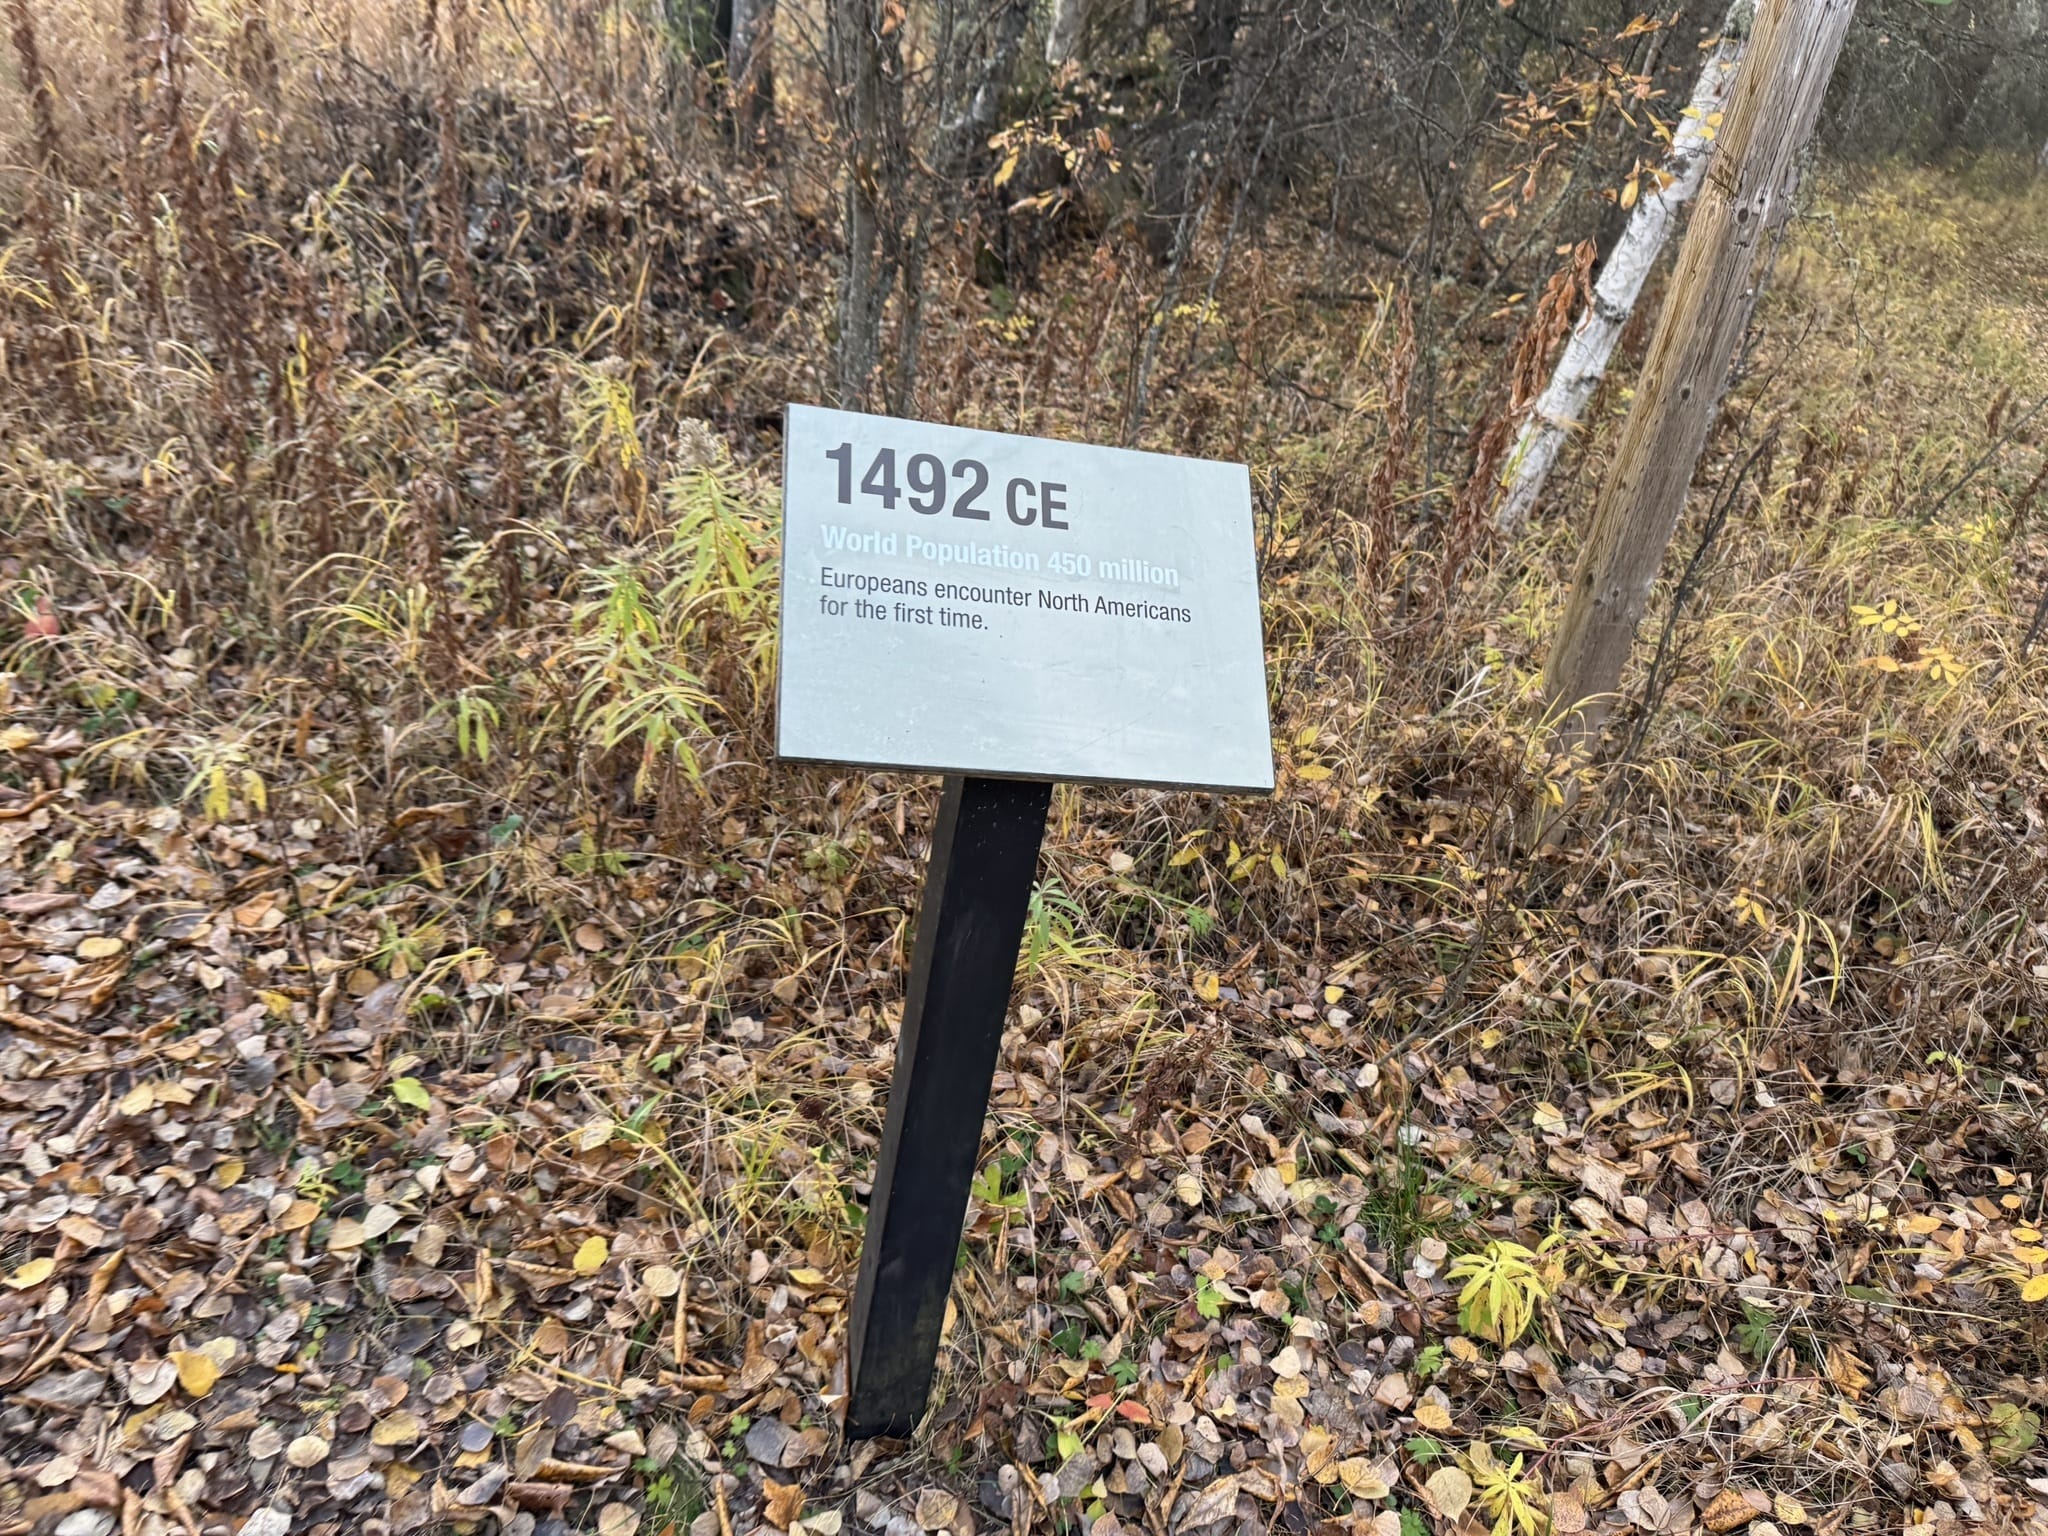 1492 CE
World Population 450 million
Europeans encounter North Americans
for the first time.